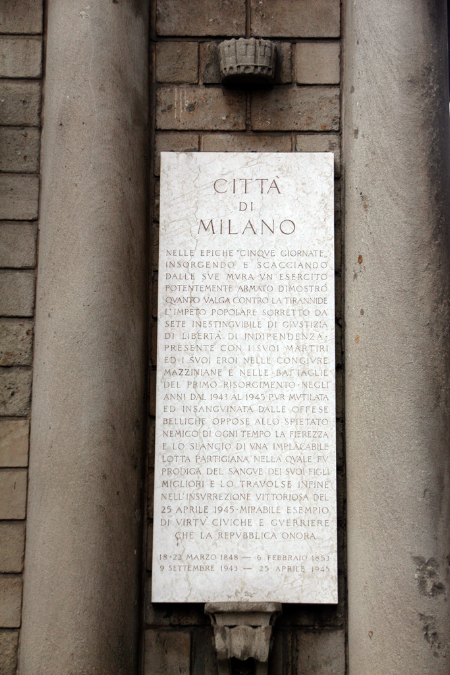 CITTÀ
DI
MILANO
NELLE EPICHE "CINQVE GIORNATE"
INSORGENDO E SCACCIANDO
DALLE SVE MVRA VN ESERCITO
POTENTEMENTE ARMATO DIMOSTRÒ
QVANTO VALGA CONTRO LA TIRANNIDE
L'IMPETO POPOLARE SORRETTO DA
SETE INESTINGVIBILE DI GIVSTIZIA
DI LIBERTÀ DI INDIPENDENZA·
PRESENTE CON I SVOI MARTIRI
ED I SVOI EROI NELLE CONGIVRE
MAZZINIANE E NELLE BATTAGLIE
DEL PRIMO RISORGIMENTO·NEGLI
ANNI DAL 1943 AL 1945 PVR MVTILATA
ED INSANGVINATA DALLE OFFESE
BELLICHE OPPOSE ALLO SPIETATO
NEMICO DI OGNI TEMPO LA FIEREZZA
E LO SLANCIO DI VNA IMPLACABILE
LOTTA PARTIGIANA NELLA QVALE FV
PRODIGA DEL SANGVE DEI SVOI FIGLI
MIGLIORI E LO TRAVOLSE INFINE
NELL'INSVRREZIONE VITTORIOSA DEL
25 APRILE 1945·MIRABILE ESEMPIO
DI VIRTV CIVICHE E GVERRIERE
CHE LA REPVBBLICA ONORA
18-22 MARZO 1848 — 6 FEBBRAIO 1853
9 SETTEMBRE 1943 — 25 APRILE 1945